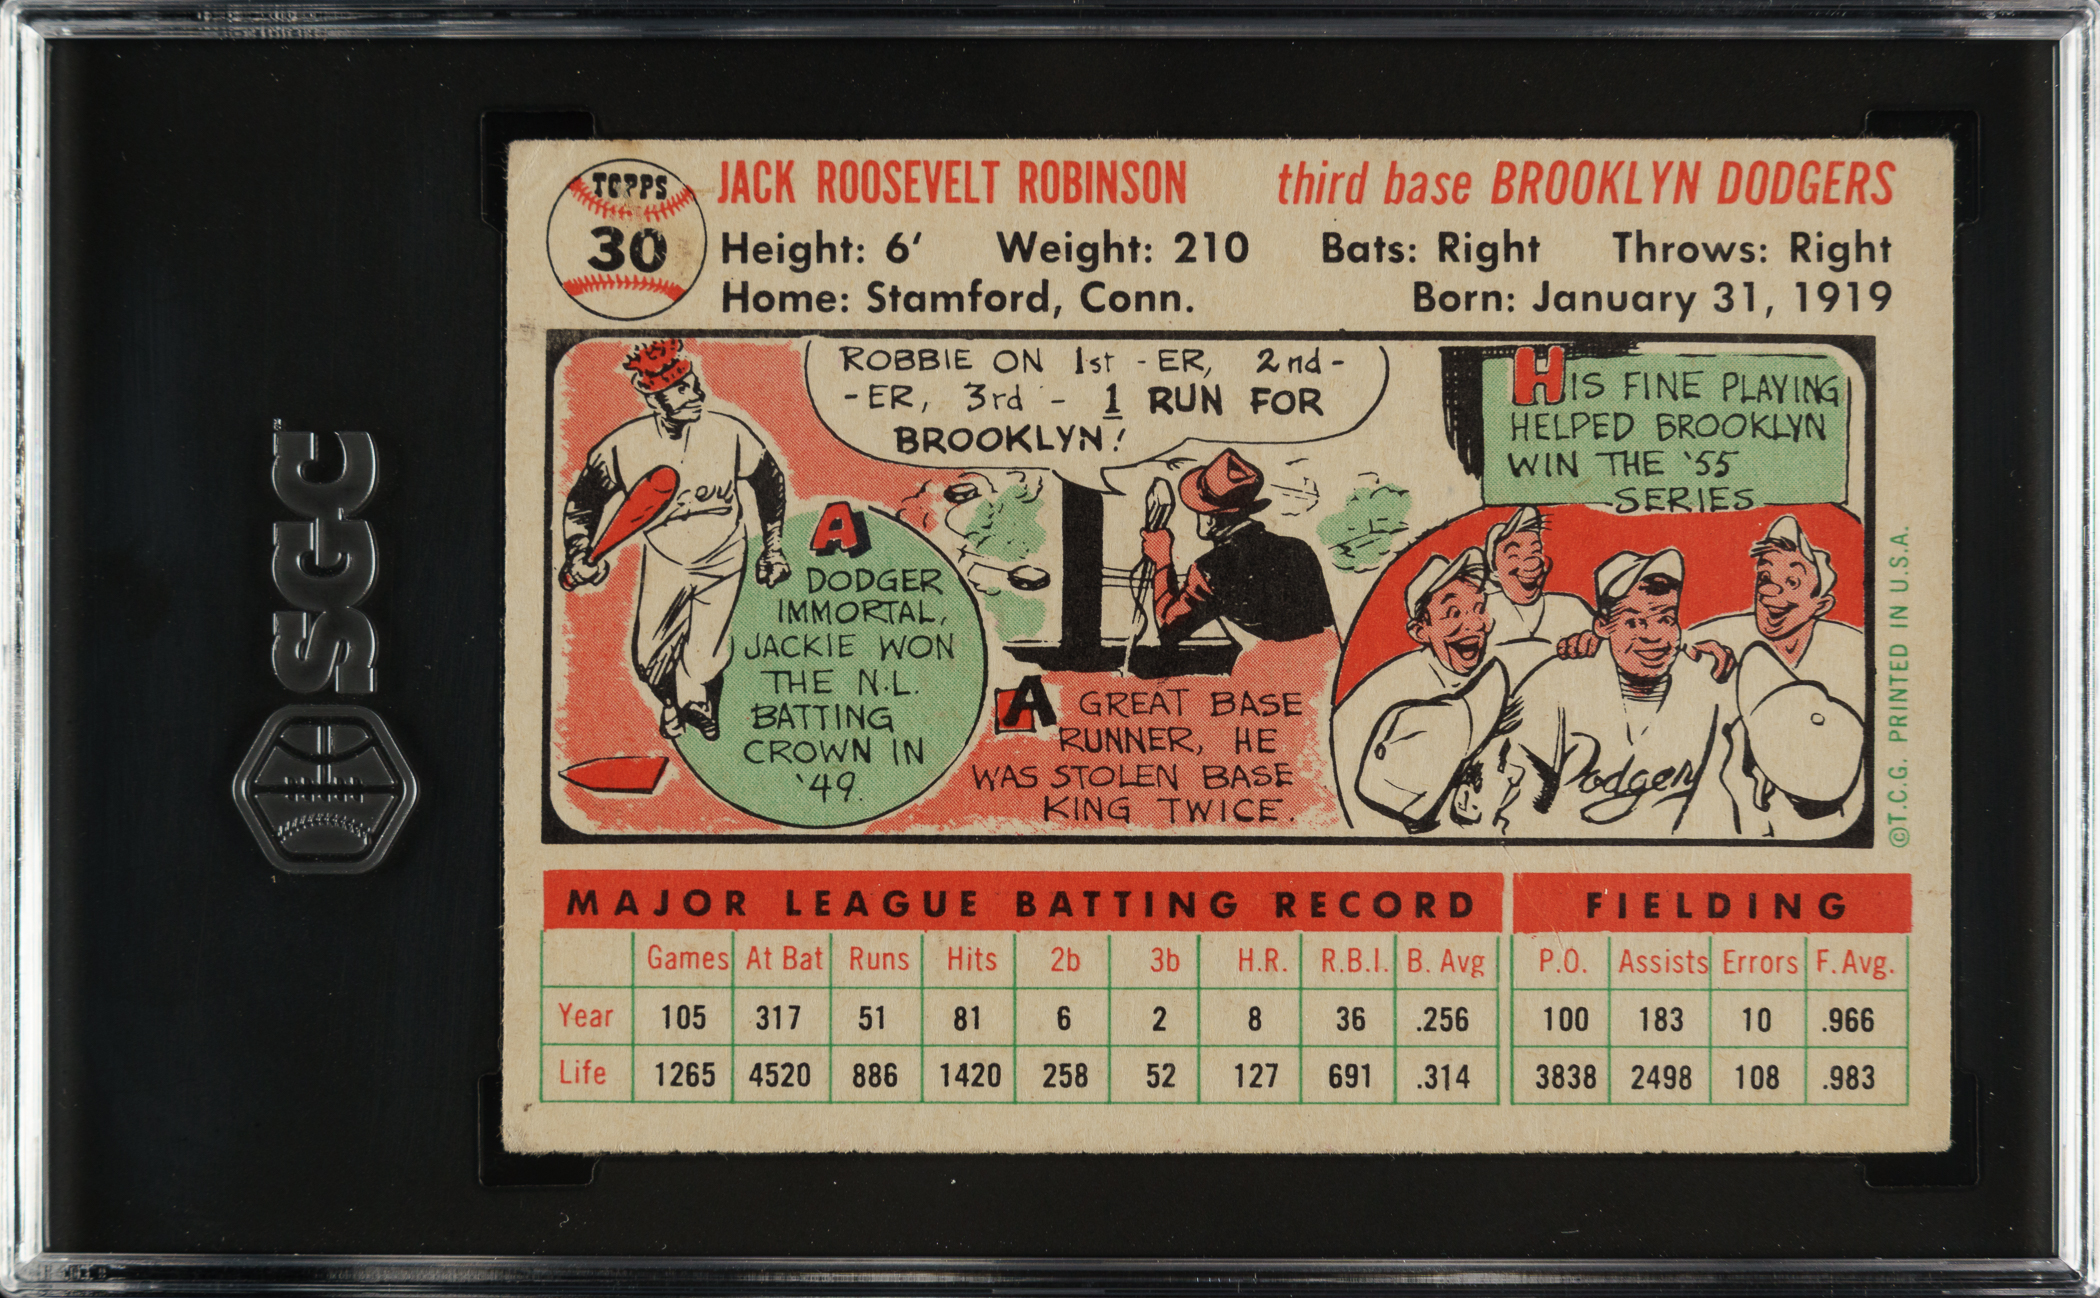 SGC
TOPPS
30
JACK ROOSEVELT ROBINSON third base BROOKLYN DODGERS
Height: 6' Weight: 210 Bats: Right Throws: Right
Home: Stamford, Conn. Born: January 31, 1919
ROBBIE ON 1st -ER, 2nd-
-ER, 3rd - 1 RUN FOR
BROOKLYN!
A
DODGER
IMMORTAL,
JACKIE WON
THE N.L.
BATTING
CROWN IN
'49.
A GREAT BASE
RUNNER, HE
WAS STOLEN BASE
KING TWICE.
HIS FINE PLAYING
HELPED BROOKLYN
WIN THE '55
SERIES
Dodgers
©T.C.G. PRINTED IN U.S.A.
MAJOR LEAGUE BATTING RECORD FIELDING
Games At Bat Runs Hits 2b 3b H.R. R.B.I. B. Avg P.O. Assists Errors F. Avg.
Year 105 317 51 81 6 2 8 36 .256 100 183 10 .966
Life 1265 4520 886 1420 258 52 127 691 .314 3838 2498 108 .983